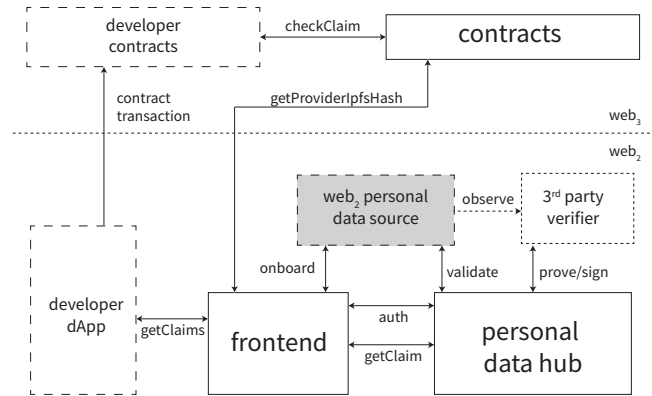 developer
contracts
checkClaim
contracts
contract
transaction
getProviderIpfsHash
web₃
web₂
web₂ personal
data source
observe
3ʳᵈ party
verifier
onboard
validate
prove/sign
developer
dApp
getClaims
frontend
auth
getClaim
personal
data hub